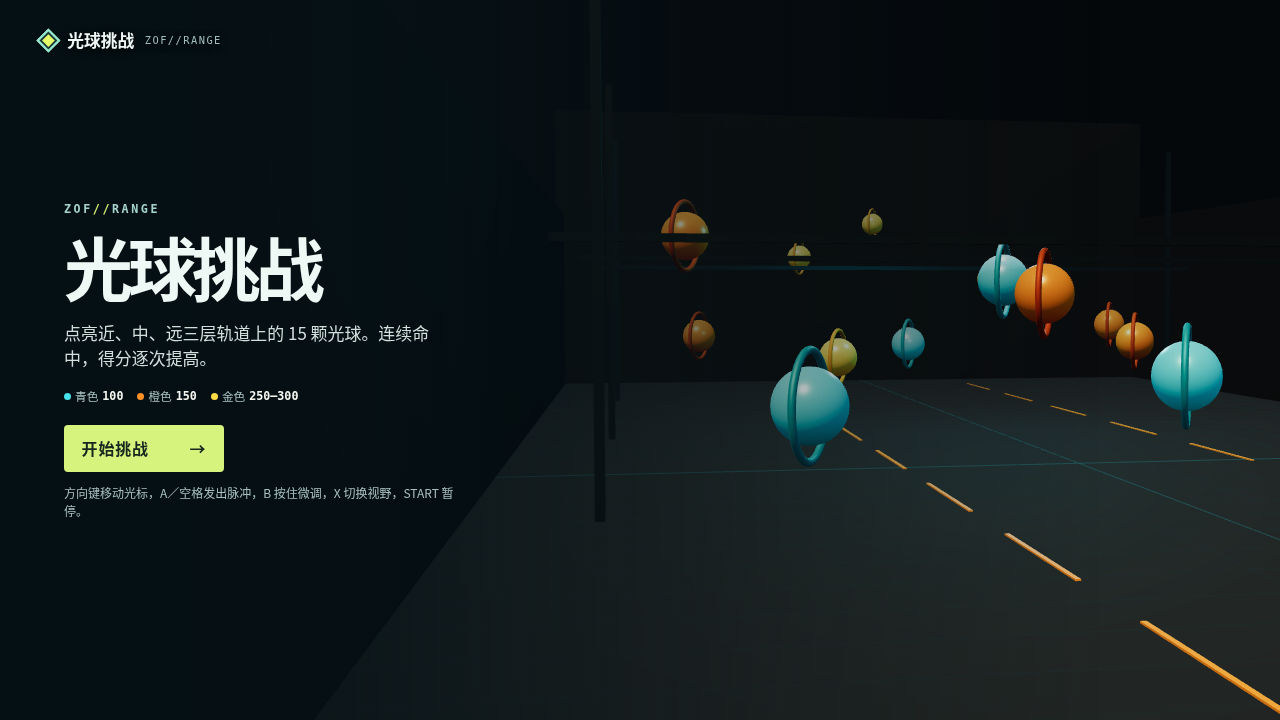 光球挑战 ZOF//RANGE
ZOF//RANGE
光球挑战
点亮近、中、远三层轨道上的 15 颗光球。连续命
中，得分逐次提高。
青色 100 橙色 150 金色 250—300
开始挑战 →
方向键移动光标，A／空格发出脉冲，B 按住微调，X 切换视野，START 暂
停。